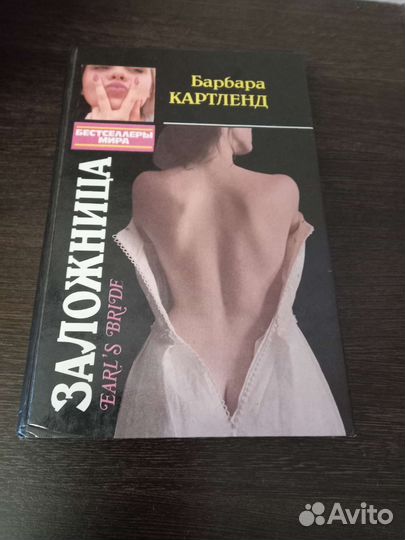 Барбара
КАРТЛЕНД
БЕСТСЕЛЛЕРЫ
МИРА
ЗАЛОЖНИЦА
EARL'S BRIDE
Avito